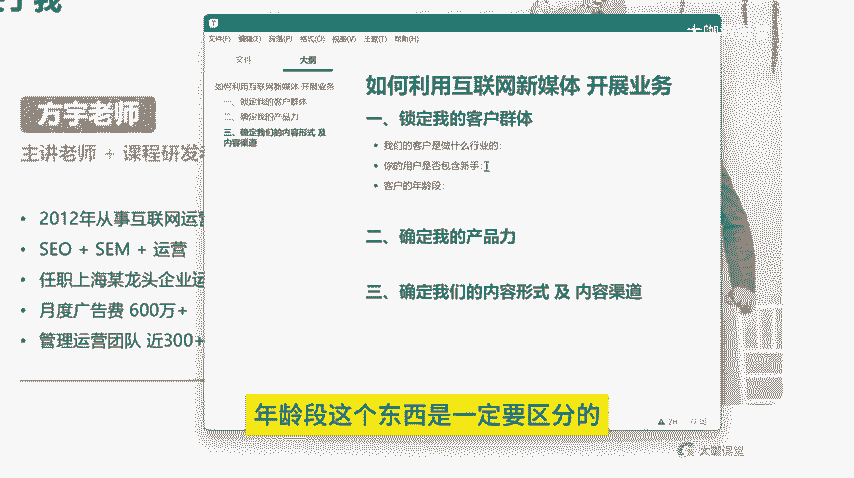 方宇老师
主讲老师 + 课程研发
• 2012年从事互联网运营
• SEO + SEM + 运营
• 任职上海某龙头企业运
• 月度广告费 600万+
• 管理运营团队 近300+
文件(F) 编辑(E) 段落(P) 格式(O) 视图(V) 主题(T) 帮助(H)
文件 大纲
如何利用互联网新媒体 开展业务
一、锁定我的客户群体
二、确定我的产品力
三、确定我们的内容形式 及
内容渠道
如何利用互联网新媒体 开展业务
一、锁定我的客户群体
• 我们的客户是做什么行业的:
• 你的用户是否包含新手:
• 客户的年龄段:
二、确定我的产品力
三、确定我们的内容形式 及 内容渠道
年龄段这个东西是一定要区分的